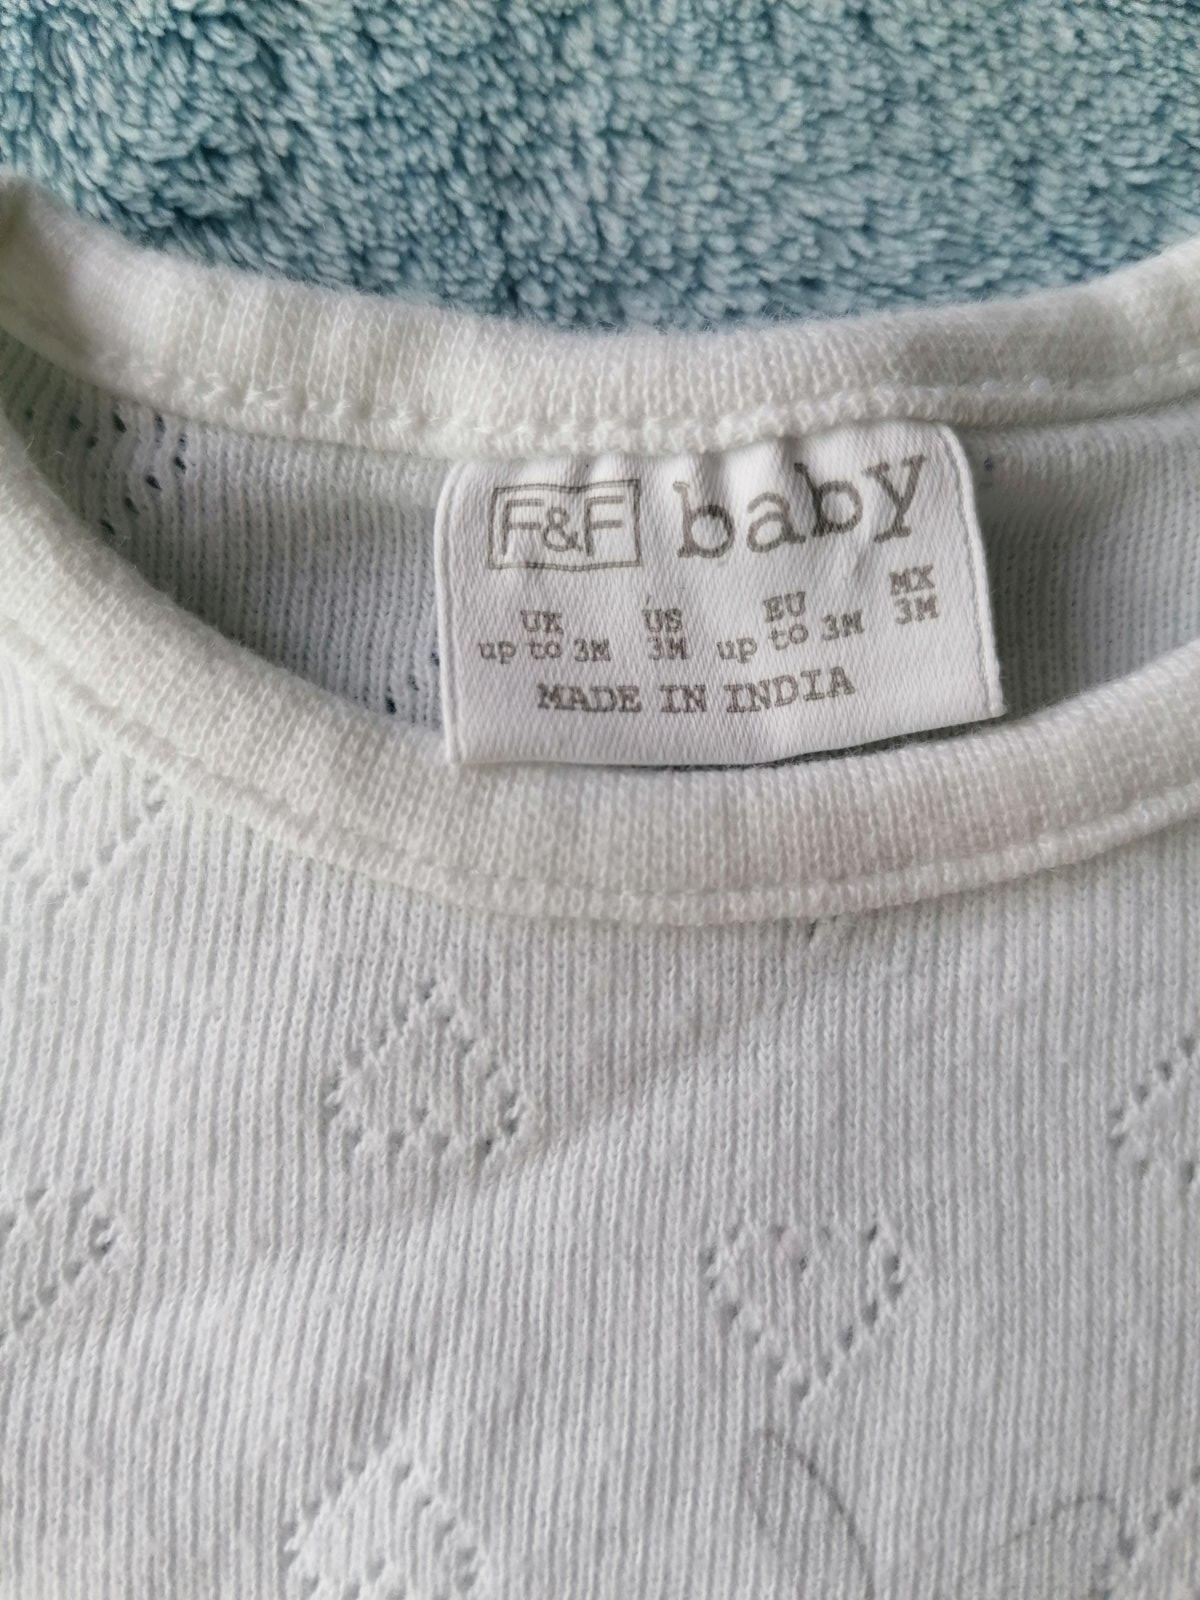 F&F baby
UK US EU MX
up to 3M 3M up to 3M 3M
MADE IN INDIA